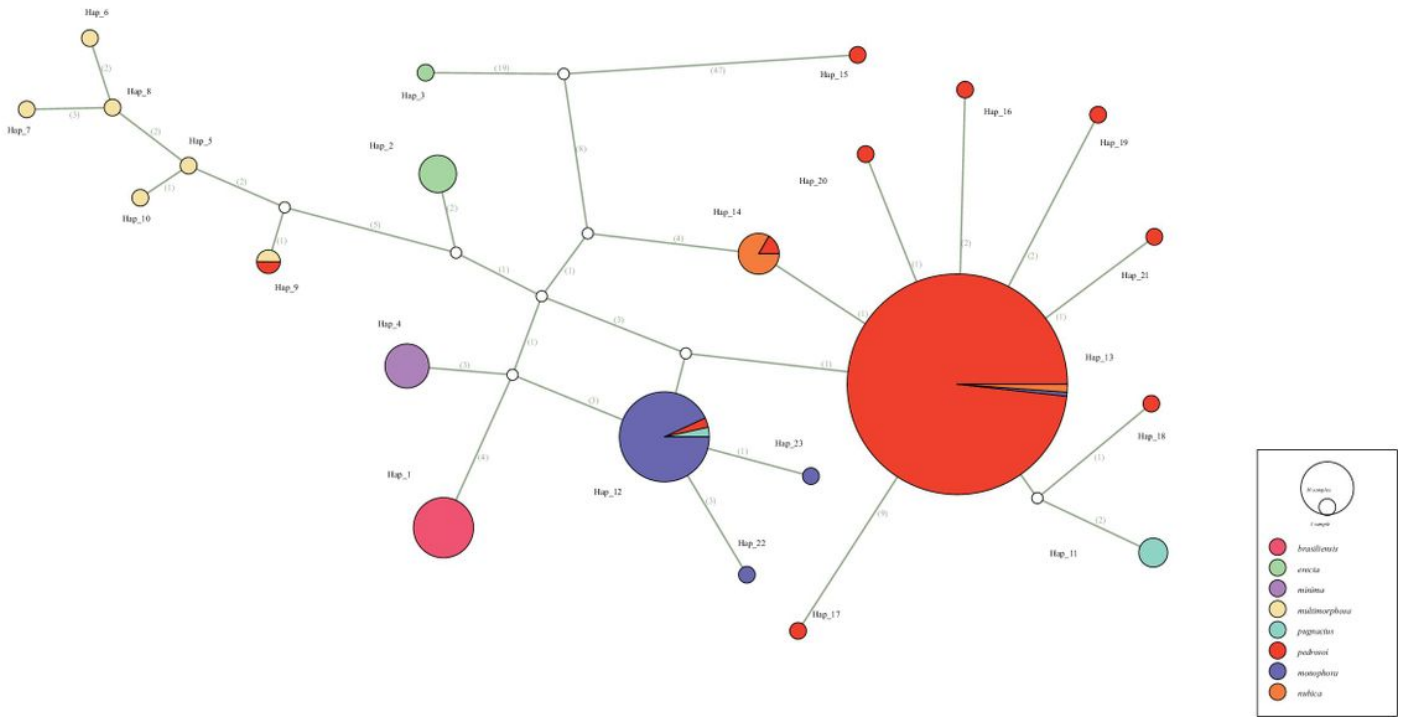 Hap_6
(2)
Hap_8
Hap_7
(3)
(2)
Hap_5
(1)
Hap_10
(2)
(1)
Hap_9
(5)
Hap_3
(19)
(67)
Hap_15
Hap_2
(2)
(8)
(1)
(1)
Hap_14
(4)
(1)
Hap_16
(2)
Hap_19
(2)
Hap_20
(1)
Hap_21
(1)
Hap_13
Hap_4
(3)
(1)
(3)
(1)
(3)
Hap_1
(4)
Hap_12
Hap_23
(1)
(3)
Hap_22
Hap_17
(9)
Hap_18
(1)
(2)
Hap_11
1 sample
brasiliensis
erecta
minima
multimorphosa
pugnacius
pedrosoi
monophora
nubica